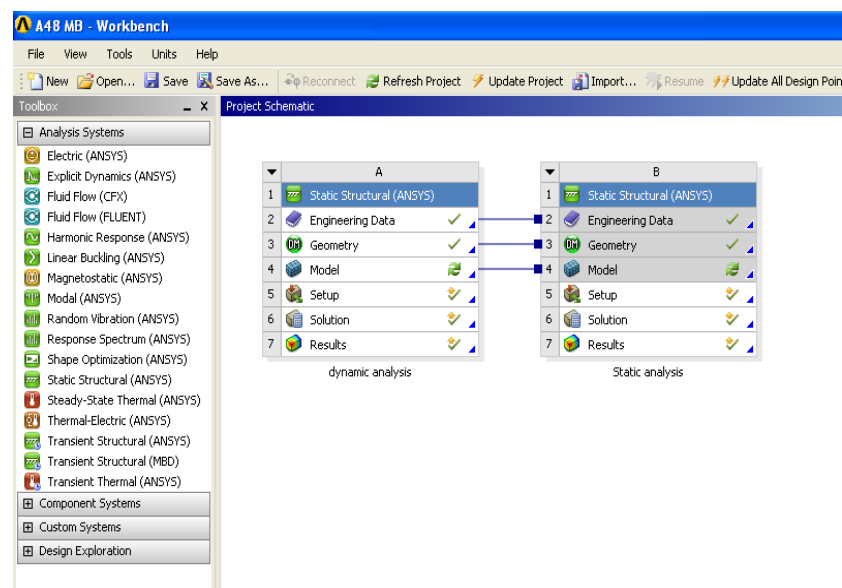 A48 MB - Workbench
File View Tools Units Help
New Open... Save Save As... Reconnect Refresh Project Update Project Import... Resume Update All Design Poin
Toolbox
Project Schematic
Analysis Systems
Electric (ANSYS)
Explicit Dynamics (ANSYS)
Fluid Flow (CFX)
Fluid Flow (FLUENT)
Harmonic Response (ANSYS)
Linear Buckling (ANSYS)
Magnetostatic (ANSYS)
Modal (ANSYS)
Random Vibration (ANSYS)
Response Spectrum (ANSYS)
Shape Optimization (ANSYS)
Static Structural (ANSYS)
Steady-State Thermal (ANSYS)
Thermal-Electric (ANSYS)
Transient Structural (ANSYS)
Transient Structural (MBD)
Transient Thermal (ANSYS)
Component Systems
Custom Systems
Design Exploration
A
1 Static Structural (ANSYS)
2 Engineering Data
3 DM Geometry
4 Model
5 Setup
6 Solution
7 Results
dynamic analysis
B
1 Static Structural (ANSYS)
2 Engineering Data
3 DM Geometry
4 Model
5 Setup
6 Solution
7 Results
Static analysis